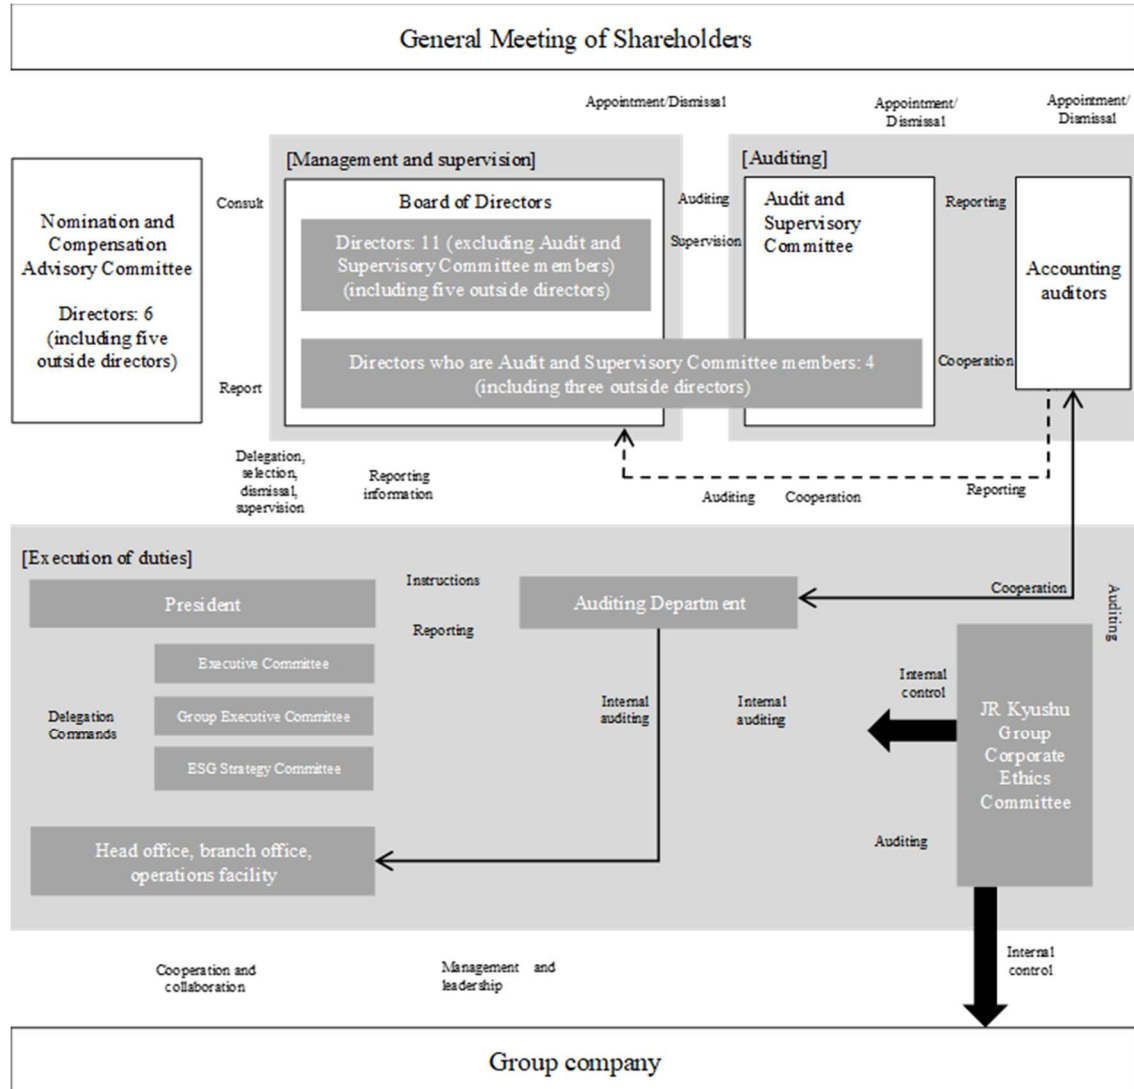 General Meeting of Shareholders
Appointment/Dismissal
Appointment/
Dismissal
Appointment/
Dismissal
Nomination and
Compensation
Advisory Committee
Directors: 6
(including five
outside directors)
Consult
Report
[Management and supervision]
Board of Directors
Directors: 11 (excluding Audit and
Supervisory Committee members)
(including five outside directors)
Directors who are Audit and Supervisory Committee members: 4
(including three outside directors)
Auditing
Supervision
[Auditing]
Audit and
Supervisory
Committee
Reporting
Cooperation
Accounting
auditors
Delegation,
selection,
dismissal,
supervision
Reporting
information
Auditing
Cooperation
Reporting
[Execution of duties]
President
Instructions
Reporting
Auditing Department
Cooperation
Auditing
Executive Committee
Group Executive Committee
ESG Strategy Committee
Delegation
Commands
Internal
auditing
Internal
auditing
Internal
control
JR Kyushu
Group
Corporate
Ethics
Committee
Auditing
Head office, branch office,
operations facility
Cooperation and
collaboration
Management and
leadership
Internal
control
Group company